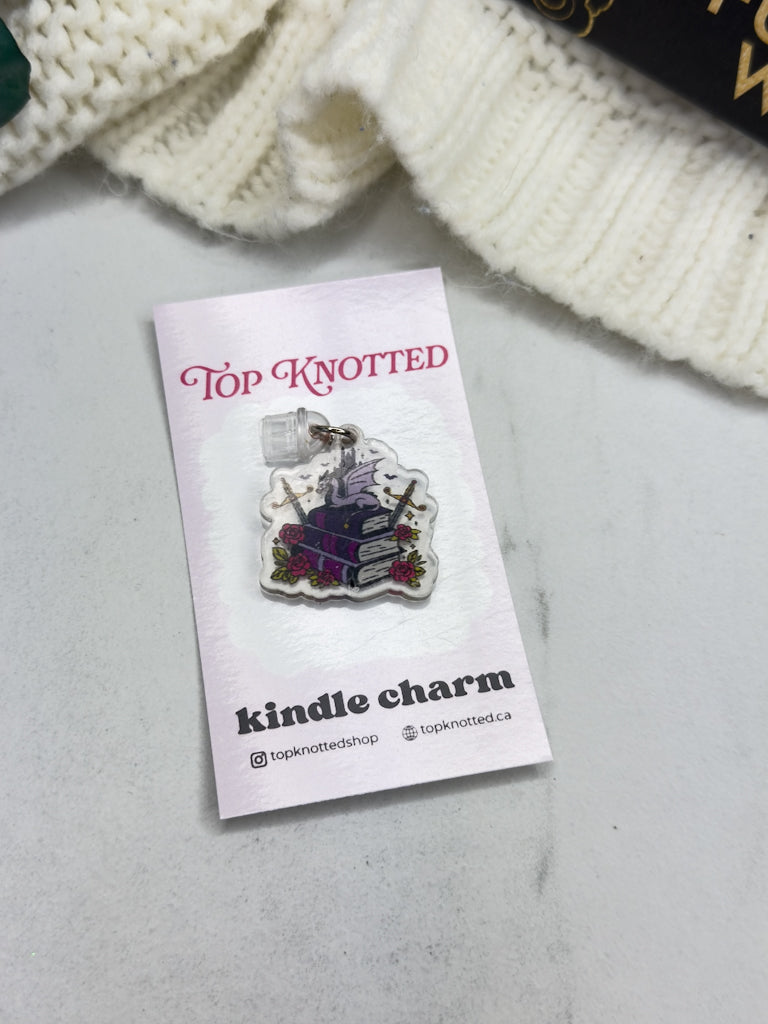 TOP KNOTTED
kindle charm
topknottedshop
topknotted.ca